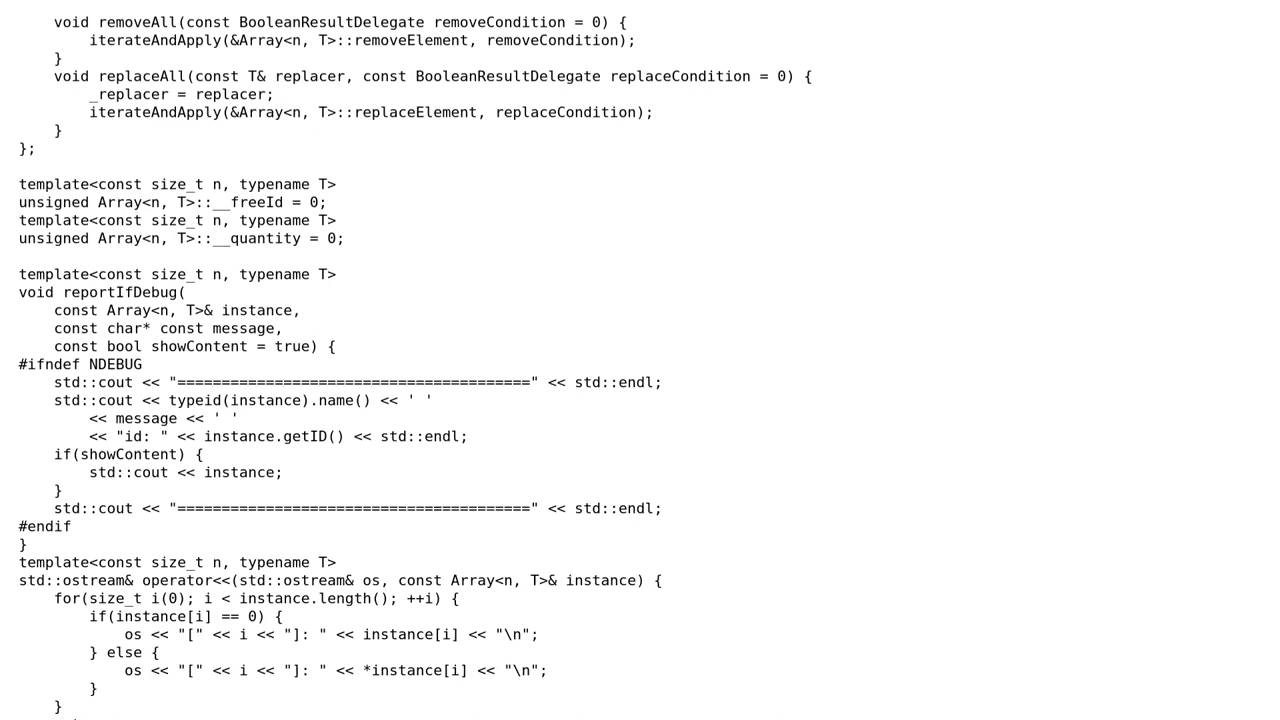 void removeAll(const BooleanResultDelegate removeCondition = 0) {
        iterateAndApply(&Array<n, T>::removeElement, removeCondition);
    }
    void replaceAll(const T& replacer, const BooleanResultDelegate replaceCondition = 0) {
        _replacer = replacer;
        iterateAndApply(&Array<n, T>::replaceElement, replaceCondition);
    }
};

template<const size_t n, typename T>
unsigned Array<n, T>::__freeId = 0;
template<const size_t n, typename T>
unsigned Array<n, T>::__quantity = 0;

template<const size_t n, typename T>
void reportIfDebug(
    const Array<n, T>& instance,
    const char* const message,
    const bool showContent = true) {
#ifndef NDEBUG
    std::cout << "========================================" << std::endl;
    std::cout << typeid(instance).name() << ' '
        << message << ' '
        << "id: " << instance.getID() << std::endl;
    if(showContent) {
        std::cout << instance;
    }
    std::cout << "========================================" << std::endl;
#endif
}
template<const size_t n, typename T>
std::ostream& operator<<(std::ostream& os, const Array<n, T>& instance) {
    for(size_t i(0); i < instance.length(); ++i) {
        if(instance[i] == 0) {
            os << "[" << i << "]: " << instance[i] << "\n";
        } else {
            os << "[" << i << "]: " << *instance[i] << "\n";
        }
    }